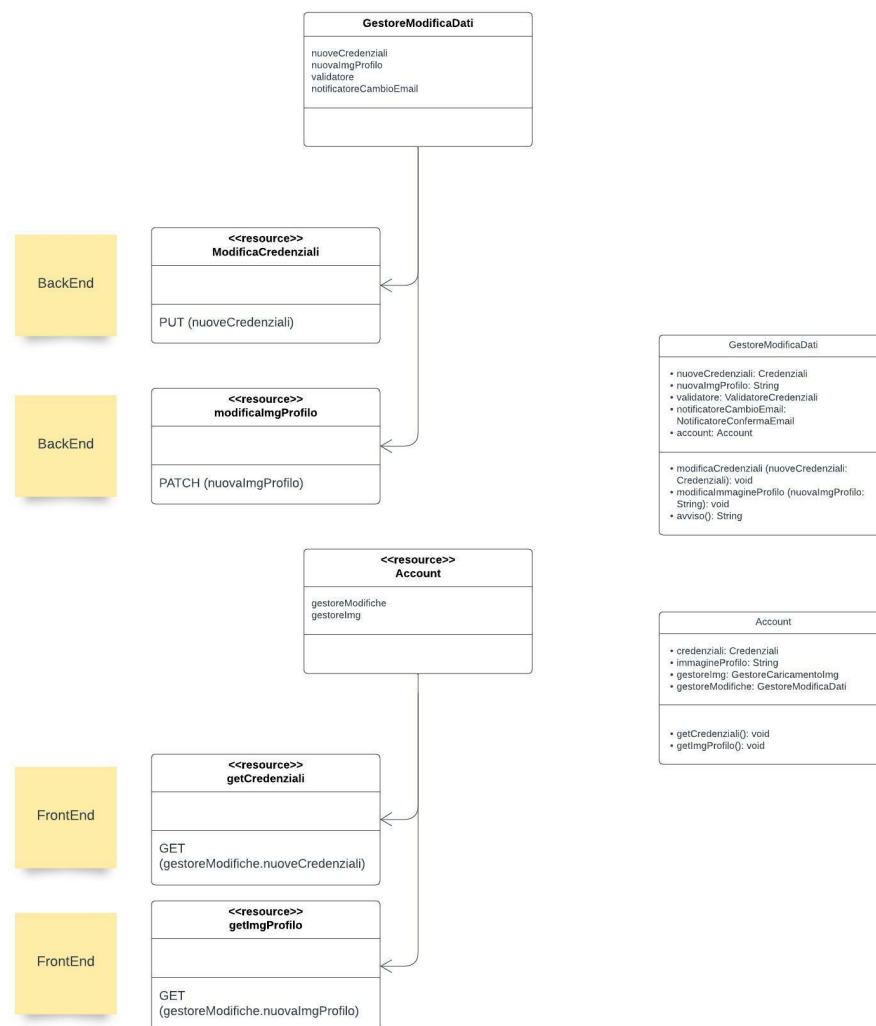 GestoreModificaDati
nuoveCredenziali
nuovaImgProfilo
validatore
notificatoreCambioEmail
BackEnd
<<resource>>
ModificaCredenziali
PUT (nuoveCredenziali)
BackEnd
<<resource>>
modificaImgProfilo
PATCH (nuovaImgProfilo)
<<resource>>
Account
gestoreModifiche
gestoreImg
FrontEnd
<<resource>>
getCredenziali
GET
(gestoreModifiche.nuoveCredenziali)
FrontEnd
<<resource>>
getImgProfilo
GET
(gestoreModifiche.nuovaImgProfilo)
GestoreModificaDati
• nuoveCredenziali: Credenziali
• nuovaImgProfilo: String
• validatore: ValidatoreCredenziali
• notificatoreCambioEmail:
NotificatoreConfermaEmail
• account: Account
• modificaCredenziali (nuoveCredenziali:
Credenziali): void
• modificaImmagineProfilo (nuovaImgProfilo:
String): void
• avviso(): String
Account
• credenziali: Credenziali
• immagineProfilo: String
• gestoreImg: GestoreCaricamentoImg
• gestoreModifiche: GestoreModificaDati
• getCredenziali(): void
• getImgProfilo(): void